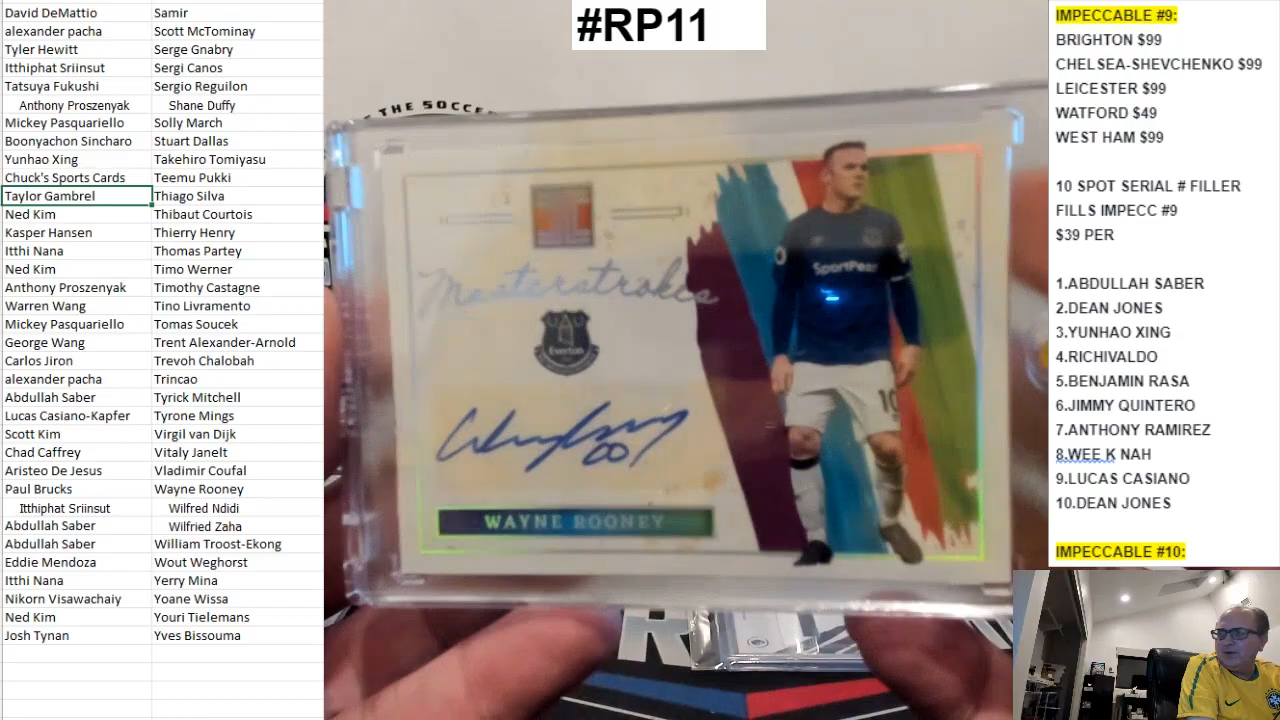 #RP11
David DeMattio Samir
alexander pacha Scott McTominay
Tyler Hewitt Serge Gnabry
Itthiphat Sriinsut Sergi Canos
Tatsuya Fukushi Sergio Reguilon
Anthony Proszenyak Shane Duffy
Mickey Pasquariello Solly March
Boonyachon Sincharo Stuart Dallas
Yunhao Xing Takehiro Tomiyasu
Chuck's Sports Cards Teemu Pukki
Taylor Gambrel Thiago Silva
Ned Kim Thibaut Courtois
Kasper Hansen Thierry Henry
Itthi Nana Thomas Partey
Ned Kim Timo Werner
Anthony Proszenyak Timothy Castagne
Warren Wang Tino Livramento
Mickey Pasquariello Tomas Soucek
George Wang Trent Alexander-Arnold
Carlos Jiron Trevoh Chalobah
alexander pacha Trincao
Abdullah Saber Tyrick Mitchell
Lucas Casiano-Kapfer Tyrone Mings
Scott Kim Virgil van Dijk
Chad Caffrey Vitaly Janelt
Aristeo De Jesus Vladimir Coufal
Paul Brucks Wayne Rooney
Itthiphat Sriinsut Wilfred Ndidi
Abdullah Saber Wilfried Zaha
Abdullah Saber William Troost-Ekong
Eddie Mendoza Wout Weghorst
Itthi Nana Yerry Mina
Nikorn Visawachaiy Yoane Wissa
Ned Kim Youri Tielemans
Josh Tynan Yves Bissouma
THE SOCCE
Masterstrokes
Everton
SportPesa
10
WAYNE ROONEY
IMPECCABLE #9:
BRIGHTON $99
CHELSEA-SHEVCHENKO $99
LEICESTER $99
WATFORD $49
WEST HAM $99
10 SPOT SERIAL # FILLER
FILLS IMPECC #9
$39 PER
1.ABDULLAH SABER
2.DEAN JONES
3.YUNHAO XING
4.RICHIVALDO
5.BENJAMIN RASA
6.JIMMY QUINTERO
7.ANTHONY RAMIREZ
8.WEE K NAH
9.LUCAS CASIANO
10.DEAN JONES
IMPECCABLE #10: